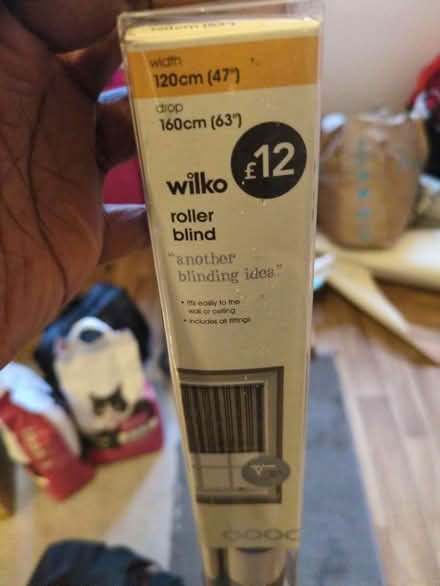 width
120cm (47")
drop
160cm (63")
£12
wilko
roller
blind
"another
blinding idea"
• fits easily to the
wall or ceiling
• includes all fittings